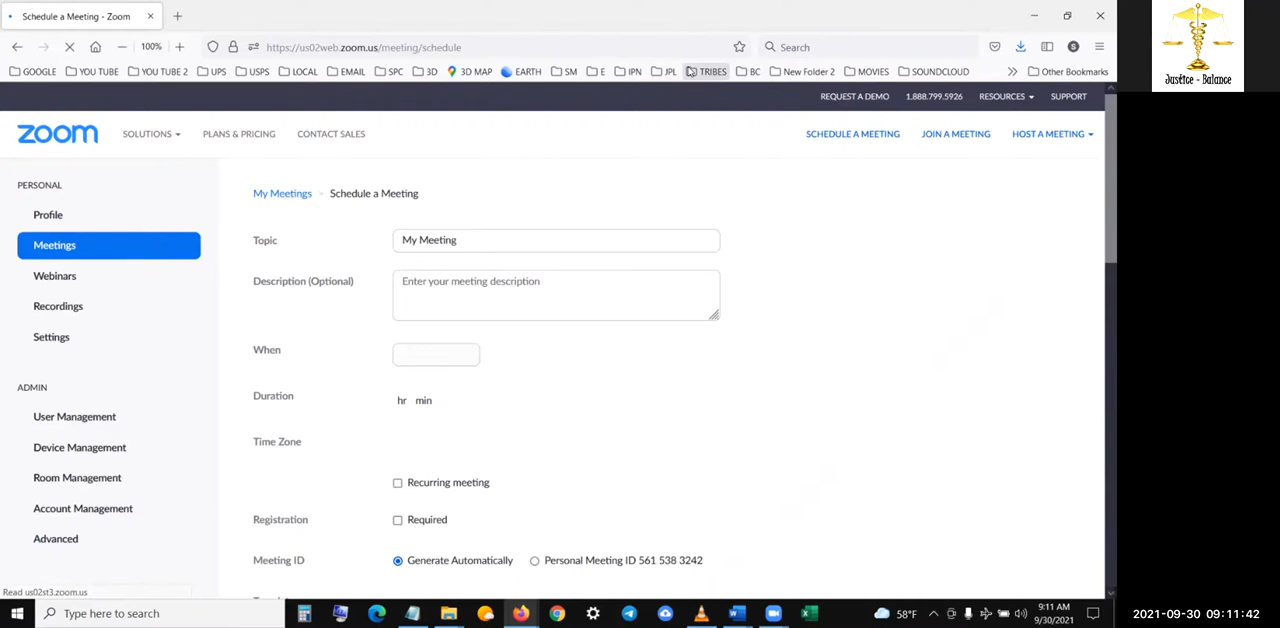 Schedule a Meeting - Zoom
100%
https://us02web.zoom.us/meeting/schedule
Search
GOOGLE YOU TUBE YOU TUBE 2 UPS USPS LOCAL EMAIL SPC 3D 3D MAP EARTH SM E IPN JPL TRIBES BC New Folder 2 MOVIES SOUNDCLOUD Other Bookmarks
REQUEST A DEMO 1.888.799.5926 RESOURCES SUPPORT
zoom SOLUTIONS PLANS & PRICING CONTACT SALES SCHEDULE A MEETING JOIN A MEETING HOST A MEETING
Justice - Balance
PERSONAL
Profile
Meetings
Webinars
Recordings
Settings
ADMIN
User Management
Device Management
Room Management
Account Management
Advanced
My Meetings > Schedule a Meeting
Topic My Meeting
Description (Optional) Enter your meeting description
When
Duration hr min
Time Zone
Recurring meeting
Registration Required
Meeting ID Generate Automatically Personal Meeting ID 561 538 3242
Read us02st3.zoom.us
Type here to search
58°F
9:11 AM
9/30/2021
2021-09-30 09:11:42